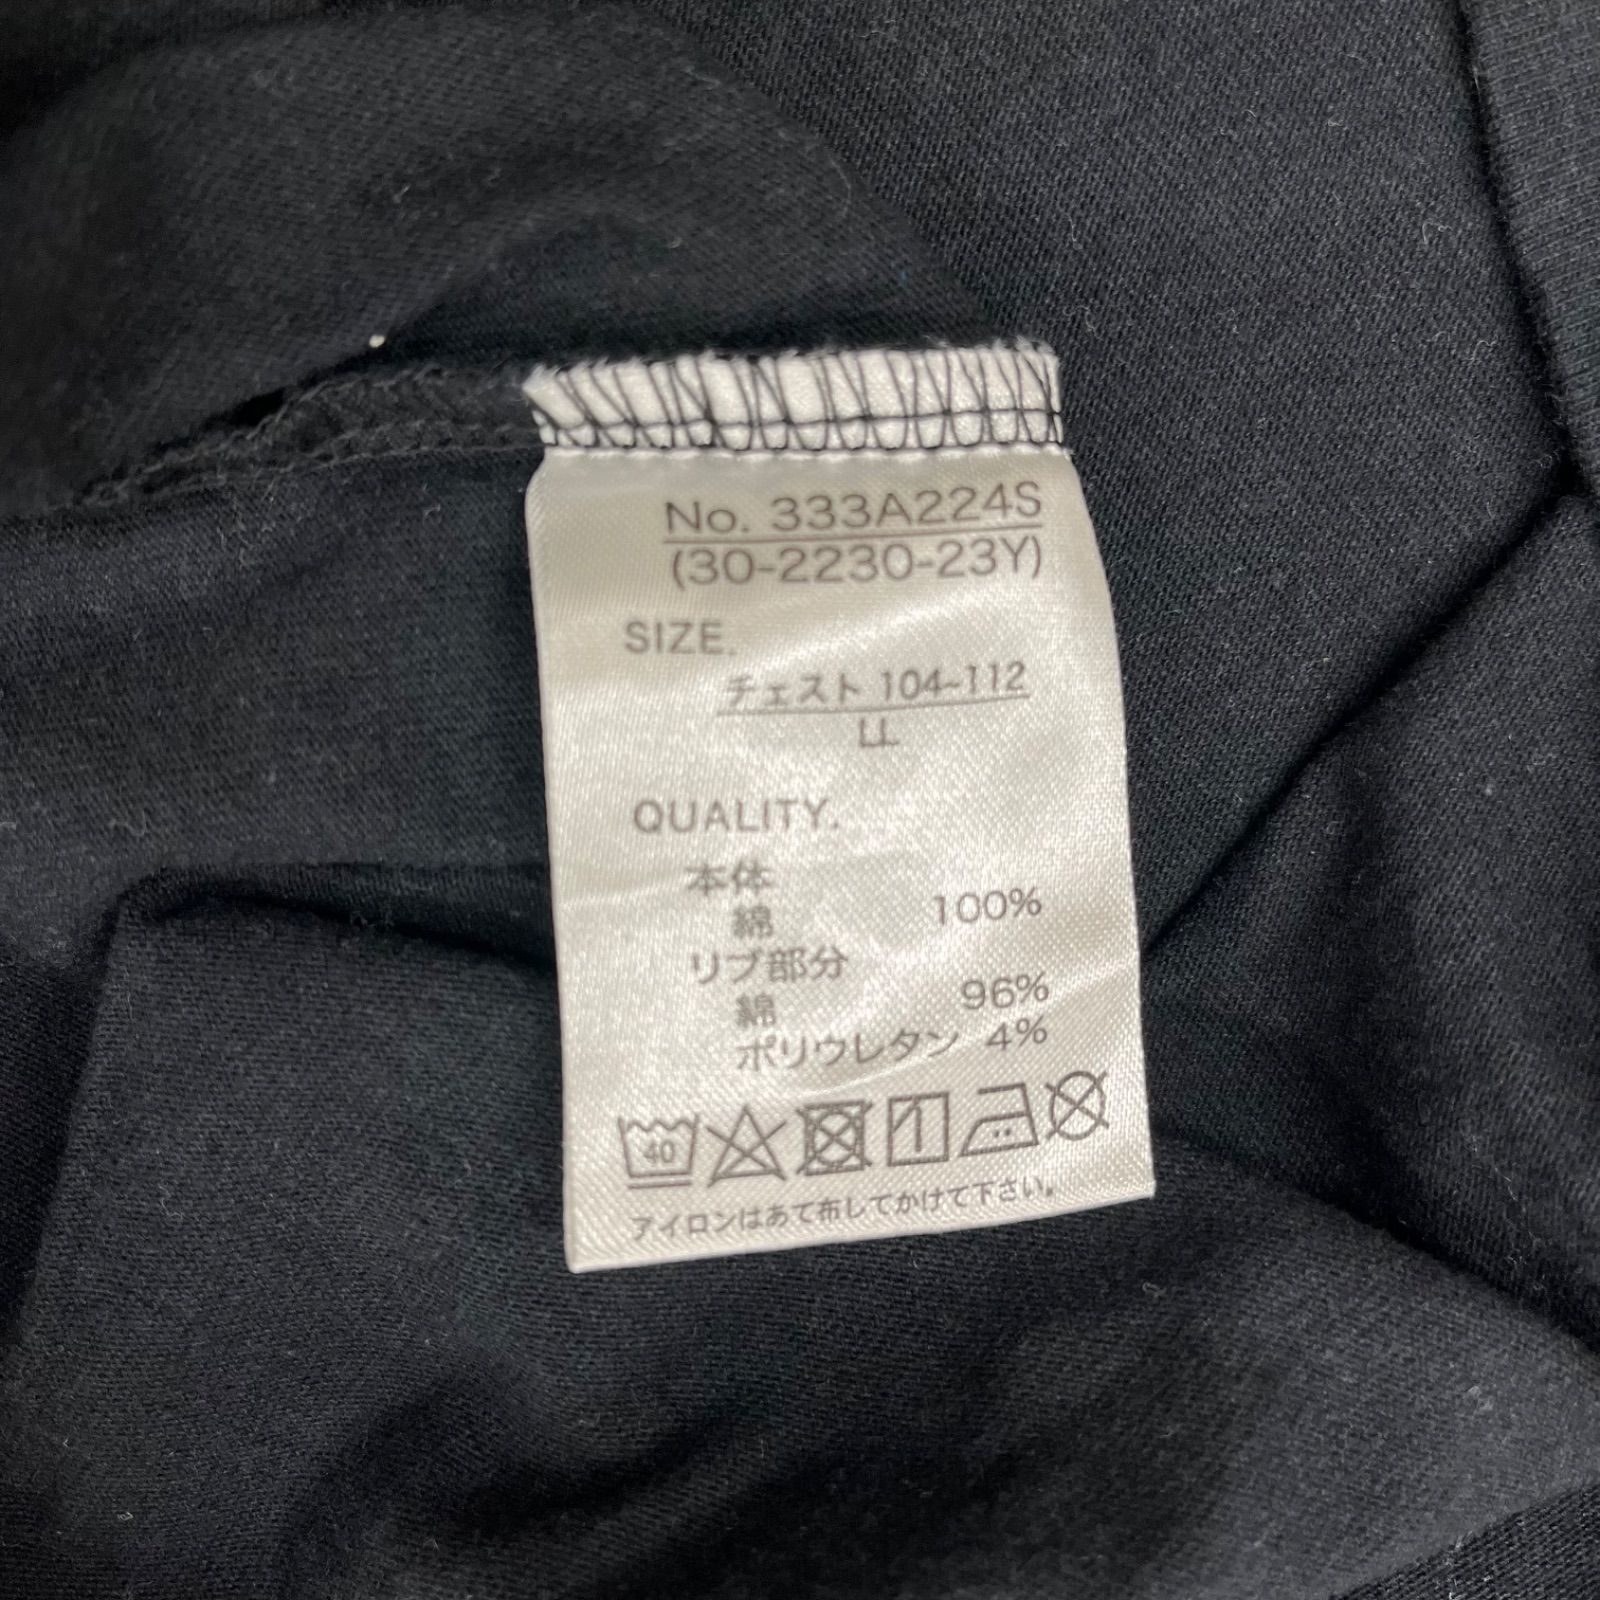 No. 333A224S
(30-2230-23Y)
SIZE.
チェスト 104-112
LL
QUALITY.
本体
綿 100%
リブ部分
綿 96%
ポリウレタン 4%
40 1
アイロンはあて布してかけて下さい。